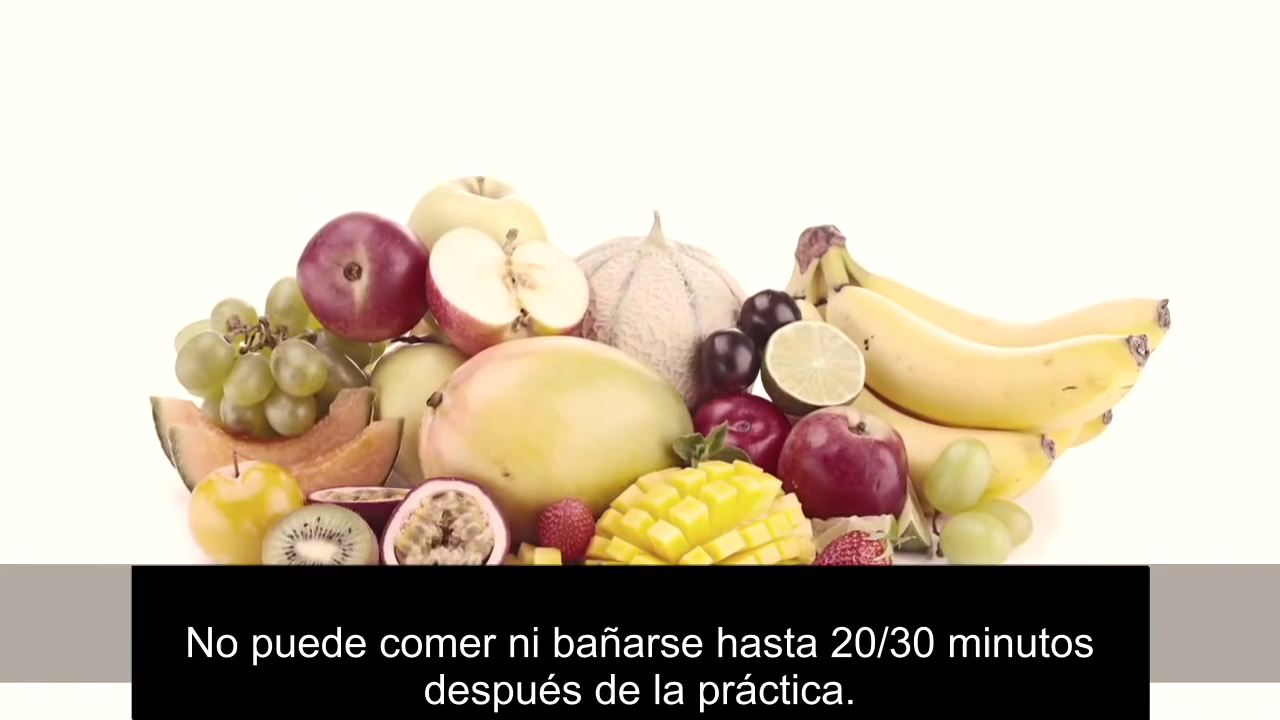 No puede comer ni bañarse hasta 20/30 minutos
después de la práctica.